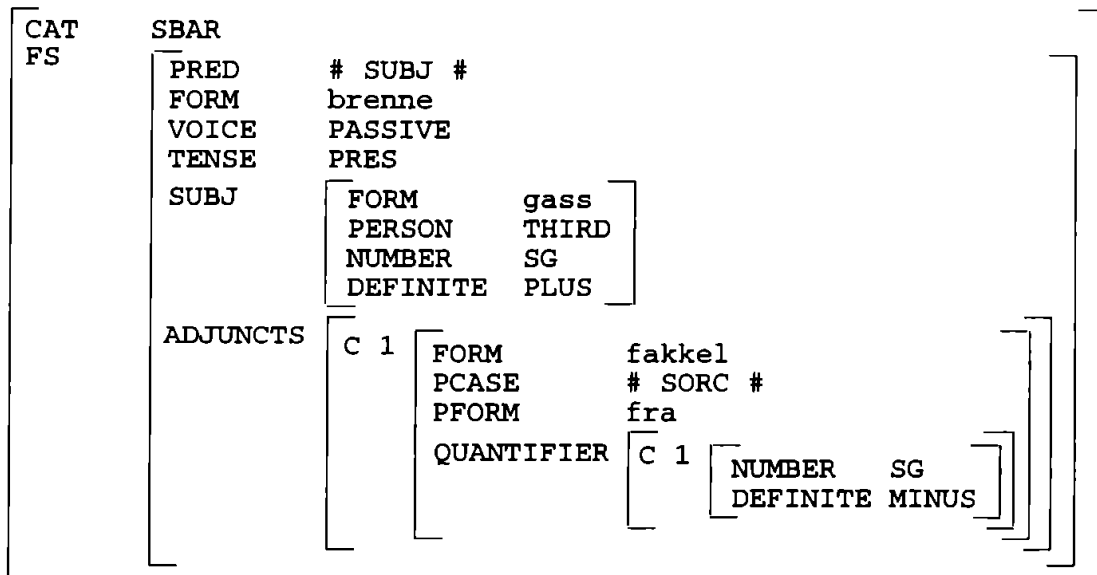 CAT SBAR
FS
PRED # SUBJ #
FORM brenne
VOICE PASSIVE
TENSE PRES
SUBJ FORM gass
PERSON THIRD
NUMBER SG
DEFINITE PLUS
ADJUNCTS C 1 FORM fakkel
PCASE # SORC #
PFORM fra
QUANTIFIER C 1 NUMBER SG
DEFINITE MINUS